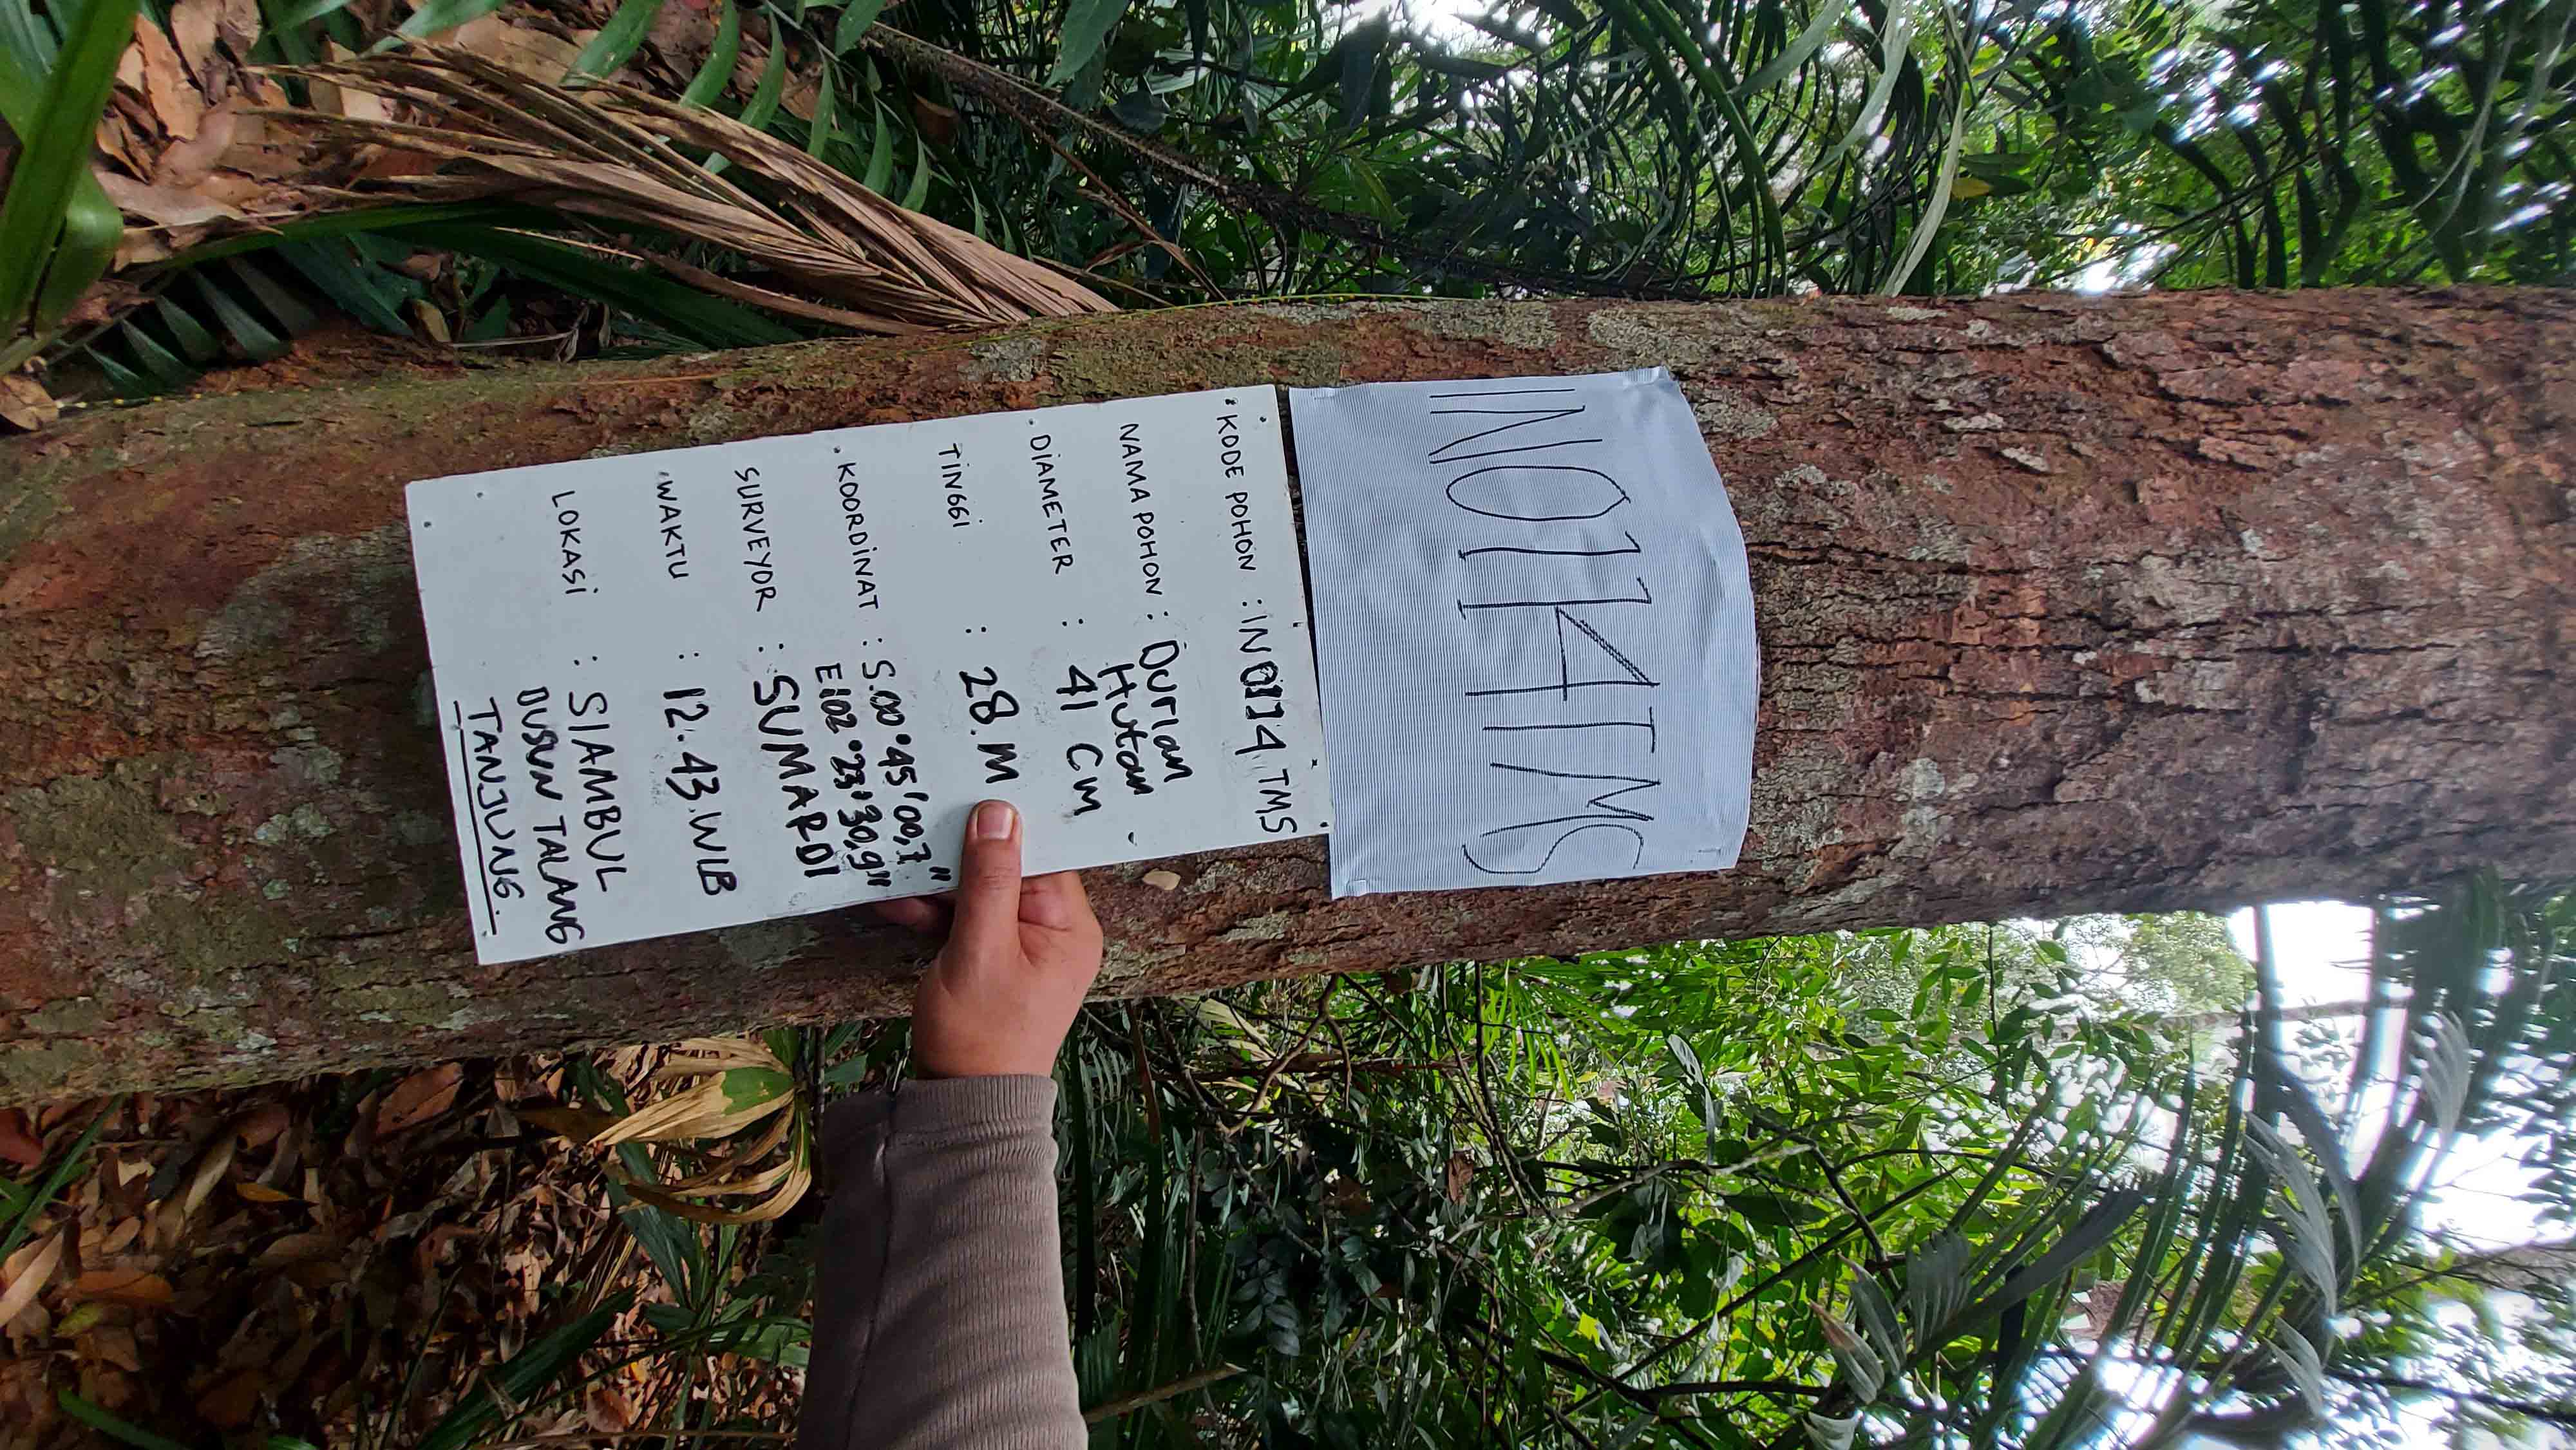 IN0114TMS
KODE POHON : IN 0114 TMS
NAMA POHON : Durian
Hutan
DIAMETER : 41 Cm
TINGGI : 28.M
KOORDINAT : S.00°45'00,7"
E102°23'30,9"
SURVEYOR : SUMARDI
WAKTU : 12.43.WIB
LOKASI : SIAMBUL
DUSUN TALANG
TANJUNG.